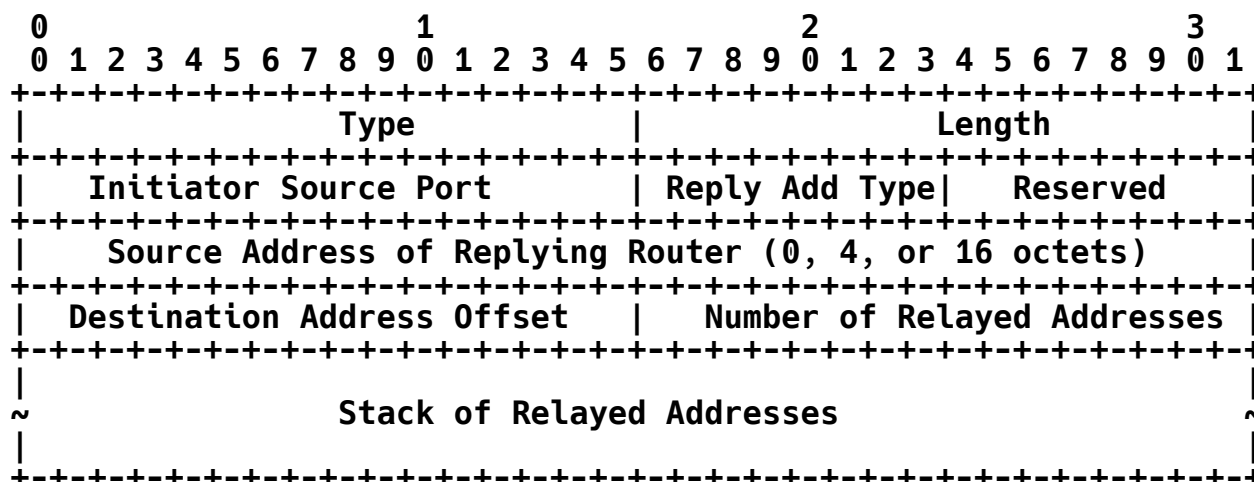 0                   1                   2                   3
 0 1 2 3 4 5 6 7 8 9 0 1 2 3 4 5 6 7 8 9 0 1 2 3 4 5 6 7 8 9 0 1
+-+-+-+-+-+-+-+-+-+-+-+-+-+-+-+-+-+-+-+-+-+-+-+-+-+-+-+-+-+-+-+-+
|                Type           |               Length          |
+-+-+-+-+-+-+-+-+-+-+-+-+-+-+-+-+-+-+-+-+-+-+-+-+-+-+-+-+-+-+-+-+
|   Initiator Source Port       | Reply Add Type|   Reserved    |
+-+-+-+-+-+-+-+-+-+-+-+-+-+-+-+-+-+-+-+-+-+-+-+-+-+-+-+-+-+-+-+-+
|    Source Address of Replying Router (0, 4, or 16 octets)     |
+-+-+-+-+-+-+-+-+-+-+-+-+-+-+-+-+-+-+-+-+-+-+-+-+-+-+-+-+-+-+-+-+
|  Destination Address Offset   |   Number of Relayed Addresses |
+-+-+-+-+-+-+-+-+-+-+-+-+-+-+-+-+-+-+-+-+-+-+-+-+-+-+-+-+-+-+-+-+
|                                                               |
~                Stack of Relayed Addresses                     ~
|                                                               |
+-+-+-+-+-+-+-+-+-+-+-+-+-+-+-+-+-+-+-+-+-+-+-+-+-+-+-+-+-+-+-+-+